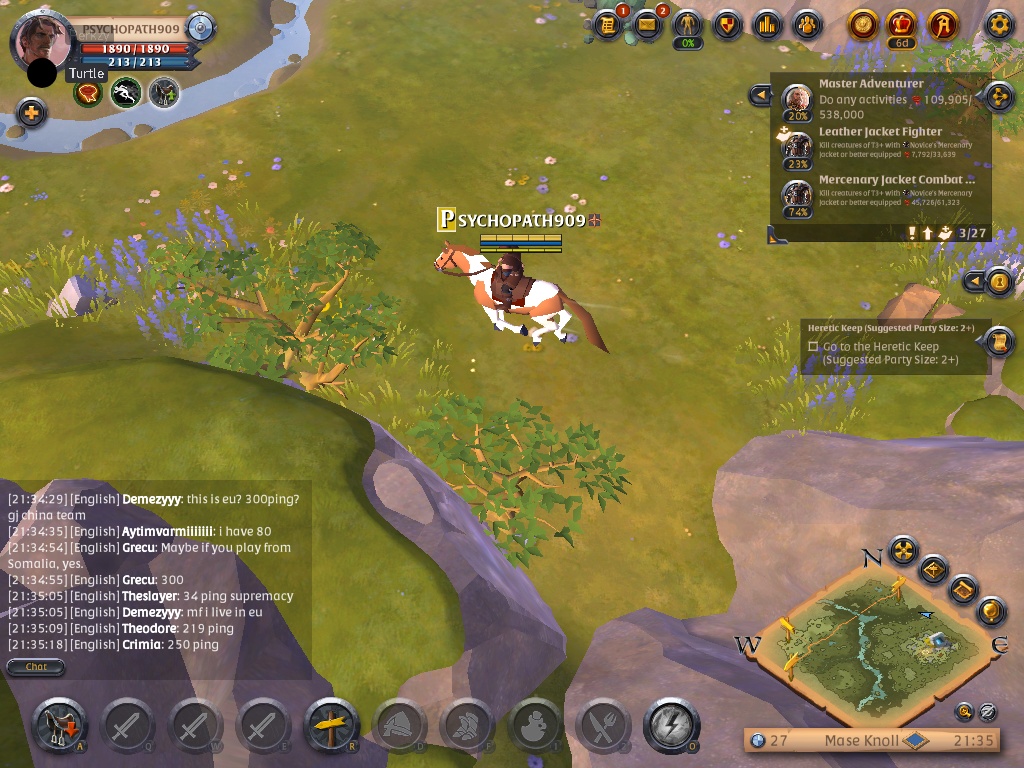 PSYCHOPATH909
1890 / 1890
213 / 213
Turtle
1
2
0%
6d
Master Adventurer
Do any activities 109,905/
538,000
20%
Leather Jacket Fighter
Kill creatures of T3+ with Novice's Mercenary
Jacket or better equipped 7,792/33,639
23%
Mercenary Jacket Combat ...
Kill creatures of T3+ with Novice's Mercenary
Jacket or better equipped 45,726/61,323
74%
3/27
PSYCHOPATH909
Heretic Keep (Suggested Party Size: 2+)
Go to the Heretic Keep
(Suggested Party Size: 2+)
[21:34:29] [English] Demezyyy: this is eu? 300ping?
gj china team
[21:34:35] [English] Aytimvarmiiiiiii: i have 80
[21:34:54] [English] Grecu: Maybe if you play from
Somalia, yes.
[21:34:55] [English] Grecu: 300
[21:35:05] [English] Theslayer: 34 ping supremacy
[21:35:05] [English] Demezyyy: mf i live in eu
[21:35:09] [English] Theodore: 219 ping
[21:35:18] [English] Crimia: 250 ping
Chat
N
W
E
A
Q
W
E
R
D
F
1
2
O
27 Mase Knoll 21:35